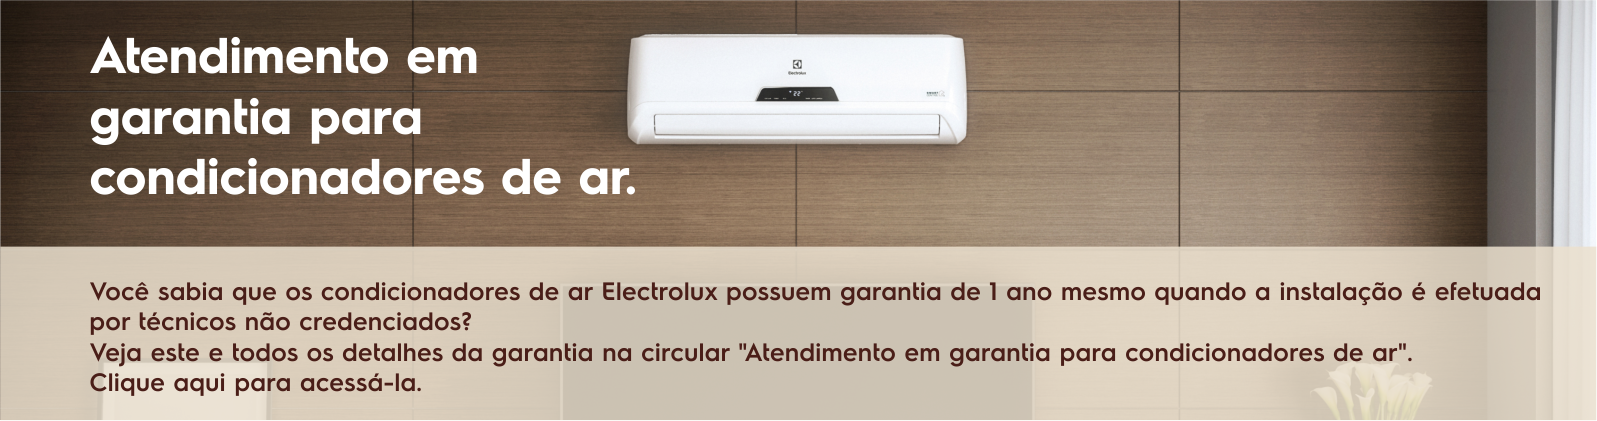 Atendimento em
garantia para
condicionadores de ar.
Electrolux
22
Você sabia que os condicionadores de ar Electrolux possuem garantia de 1 ano mesmo quando a instalação é efetuada
por técnicos não credenciados?
Veja este e todos os detalhes da garantia na circular "Atendimento em garantia para condicionadores de ar".
Clique aqui para acessá-la.